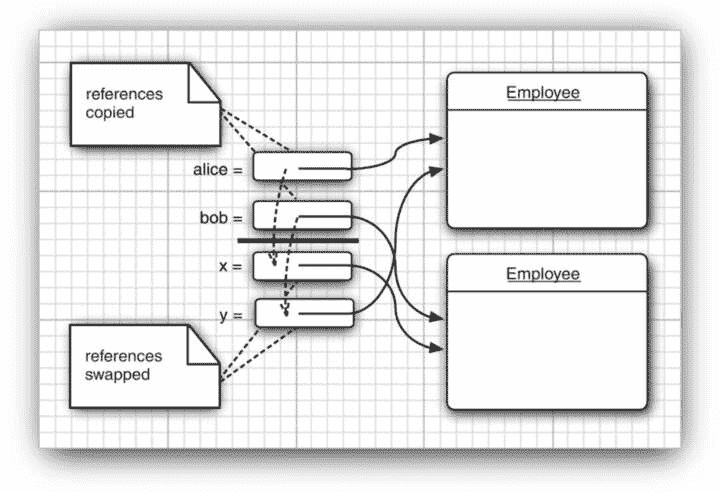 references
copied
alice =
bob =
x =
y =
references
swapped
Employee
Employee